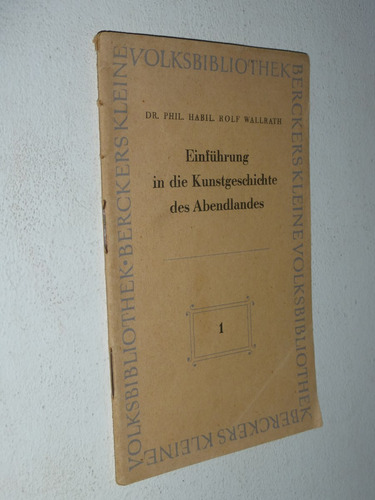 VOLKSBIBLIOTHEK
BERCKERS KLEINE VOLKSBIBLIOTHEK
BERCKERS KLEINE
VOLKSBIBLIOTHEK · BERCKERS KLEINE
DR. PHIL. HABIL. ROLF WALLRATH
Einführung
in die Kunstgeschichte
des Abendlandes
1